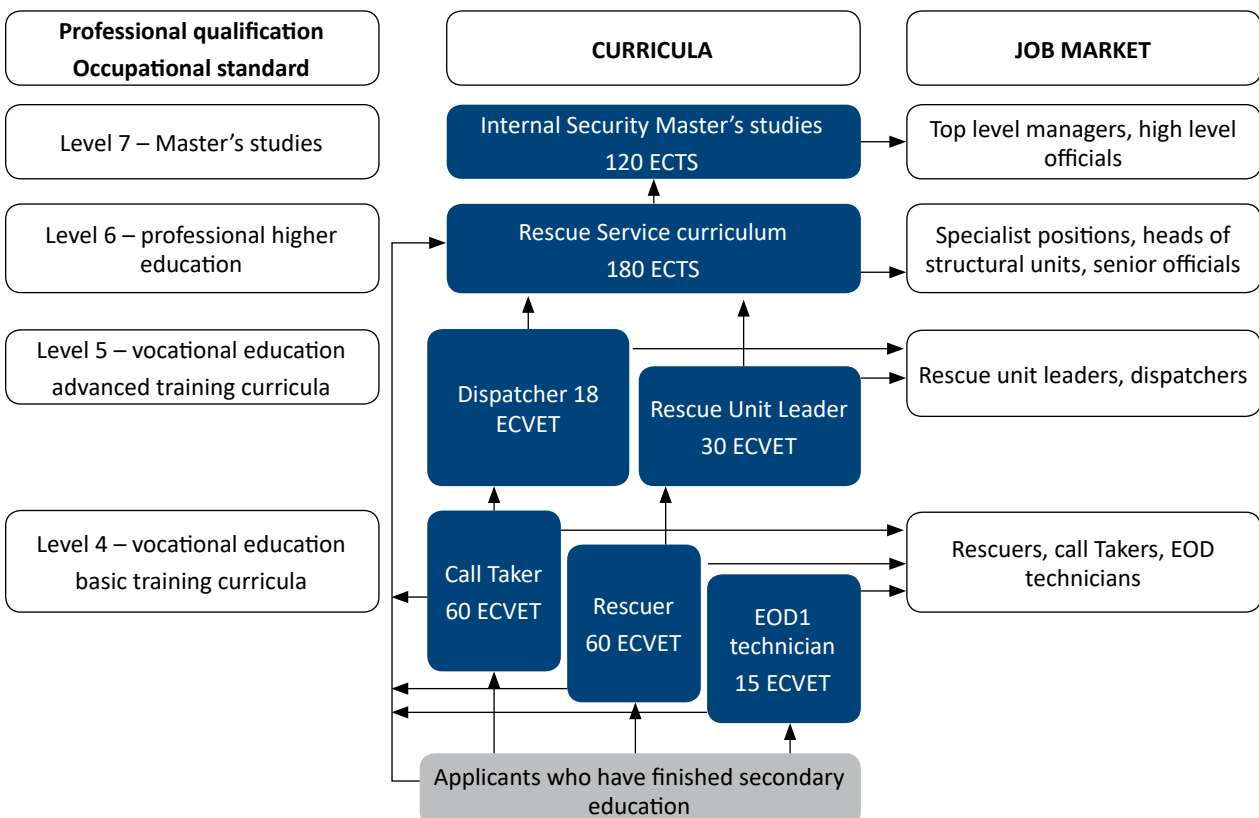 Professional qualification
Occupational standard
CURRICULA
JOB MARKET
Level 7 – Master’s studies
Internal Security Master’s studies
120 ECTS
Top level managers, high level
officials
Level 6 – professional higher
education
Rescue Service curriculum
180 ECTS
Specialist positions, heads of
structural units, senior officials
Level 5 – vocational education
advanced training curricula
Dispatcher 18
ECVET
Rescue Unit Leader
30 ECVET
Rescue unit leaders, dispatchers
Level 4 – vocational education
basic training curricula
Call Taker
60 ECVET
Rescuer
60 ECVET
EOD1
technician
15 ECVET
Rescuers, call Takers, EOD
technicians
Applicants who have finished secondary
education